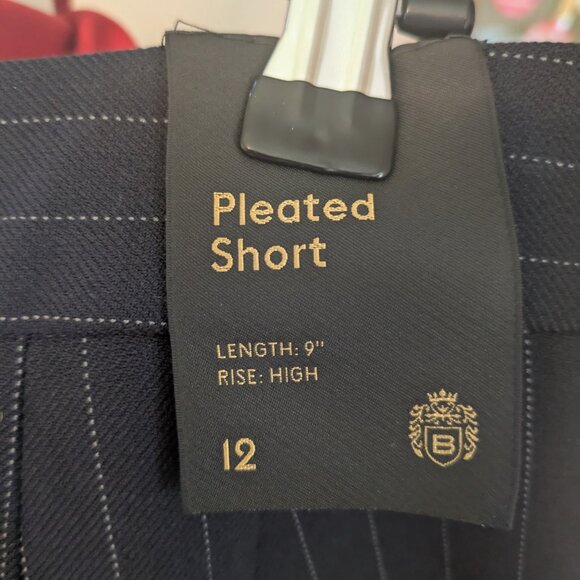 Pleated
Short
LENGTH: 9"
RISE: HIGH
12
B